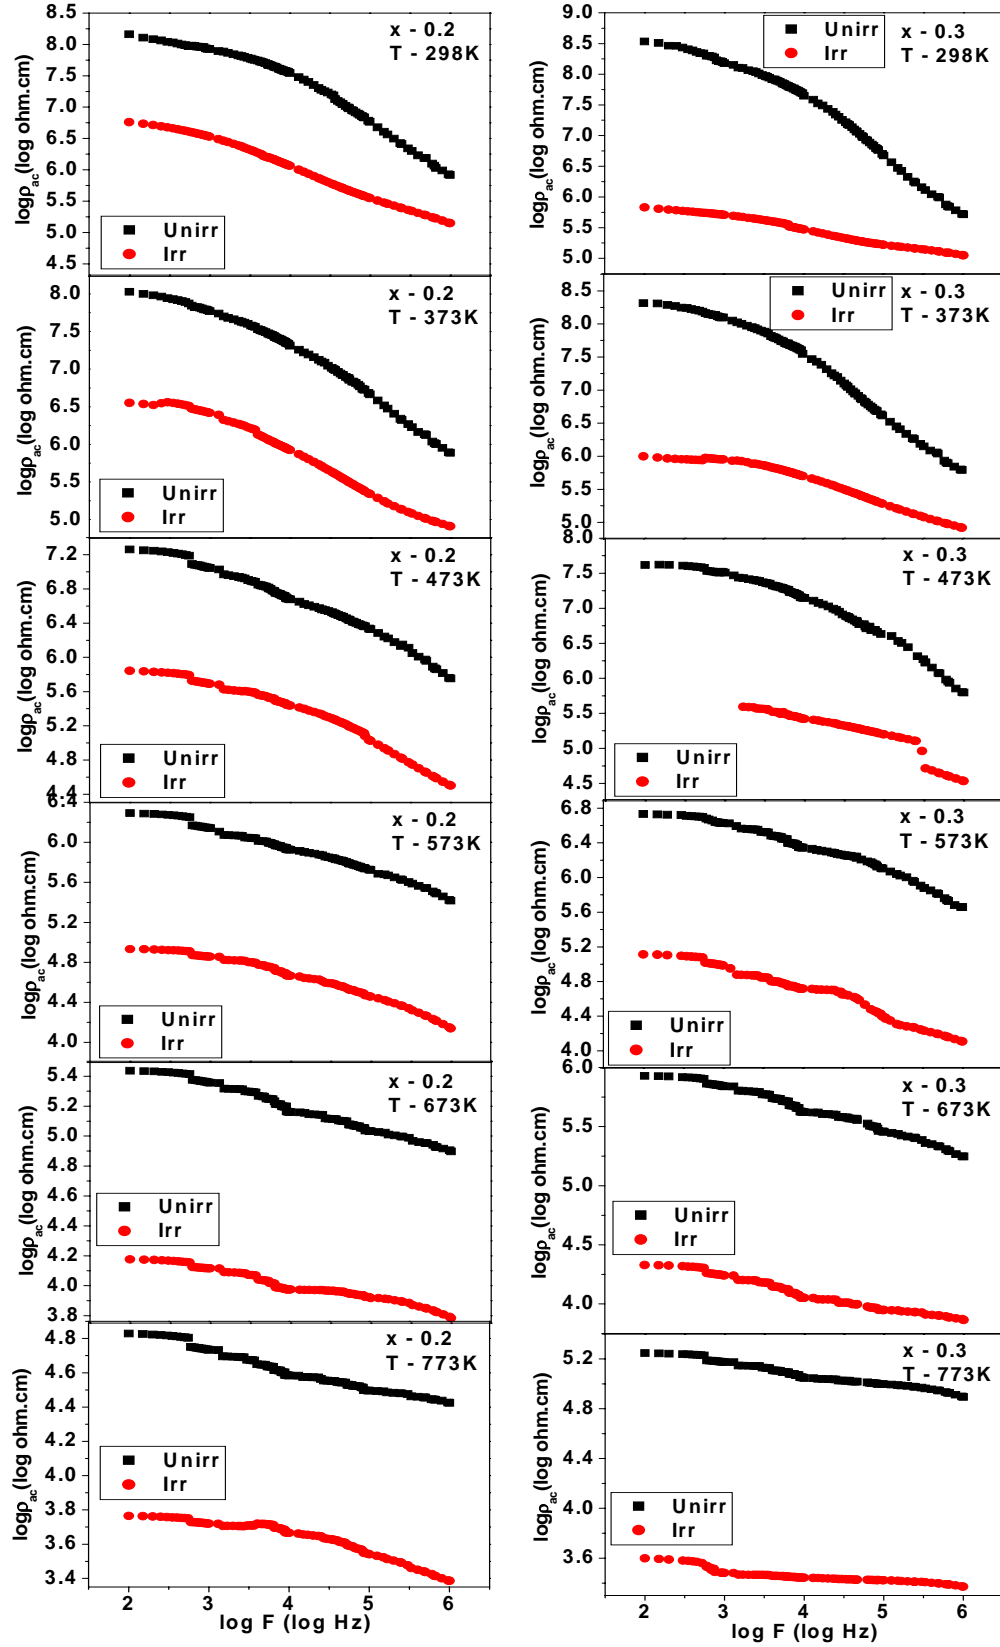 8.5
8.0
7.5
7.0
6.5
6.0
5.5
5.0
4.5
logρac(log ohm.cm)
x - 0.2
T - 298K
Unirr
Irr
9.0
8.5
8.0
7.5
7.0
6.5
6.0
5.5
5.0
logρac(log ohm.cm)
Unirr
Irr
x - 0.3
T - 298K
8.0
7.5
7.0
6.5
6.0
5.5
5.0
logρac(log ohm.cm)
x - 0.2
T - 373K
Unirr
Irr
8.5
8.0
7.5
7.0
6.5
6.0
5.5
5.0
logρac(log ohm.cm)
Unirr
Irr
x - 0.3
T - 373K
7.2
6.8
6.4
6.0
5.6
5.2
4.8
4.4
logρac(log ohm.cm)
x - 0.2
T - 473K
Unirr
Irr
8.0
7.5
7.0
6.5
6.0
5.5
5.0
4.5
logρac(log ohm.cm)
x - 0.3
T - 473K
Unirr
Irr
6.4
6.0
5.6
5.2
4.8
4.4
4.0
logρac(log ohm.cm)
x - 0.2
T - 573K
Unirr
Irr
6.8
6.4
6.0
5.6
5.2
4.8
4.4
4.0
logρac(log ohm.cm)
x - 0.3
T - 573K
Unirr
Irr
5.4
5.2
5.0
4.8
4.6
4.4
4.2
4.0
3.8
logρac(log ohm.cm)
x - 0.2
T - 673K
Unirr
Irr
6.0
5.5
5.0
4.5
4.0
logρac(log ohm.cm)
x - 0.3
T - 673K
Unirr
Irr
4.8
4.6
4.4
4.2
4.0
3.8
3.6
3.4
logρac(log ohm.cm)
x - 0.2
T - 773K
Unirr
Irr
2 3 4 5 6
log F (log Hz)
5.2
4.8
4.4
4.0
3.6
logρac(log ohm.cm)
x - 0.3
T - 773K
Unirr
Irr
2 3 4 5 6
log F (log Hz)